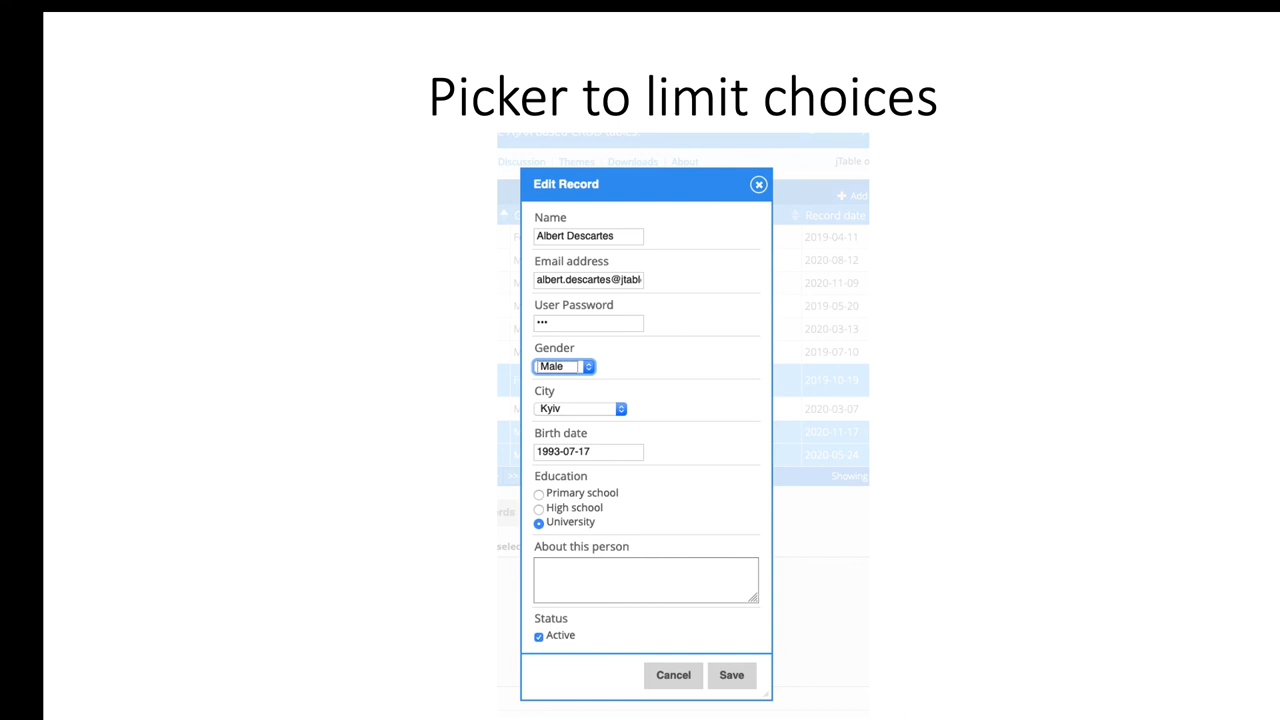 Picker to limit choices
Discussion Themes Downloads About
jTable o
Edit Record
Add
Record date
Name
Albert Descartes
2019-04-11
Email address
2020-08-12
albert.descartes@jtabl
2020-11-09
User Password
2019-05-20
•••
2020-03-13
Gender
2019-07-10
Male
2019-10-19
City
Kyiv
2020-03-07
Birth date
2020-11-17
1993-07-17
2020-05-24
Education
>>
Showing
Primary school
High school
University
About this person
Status
Active
Cancel Save